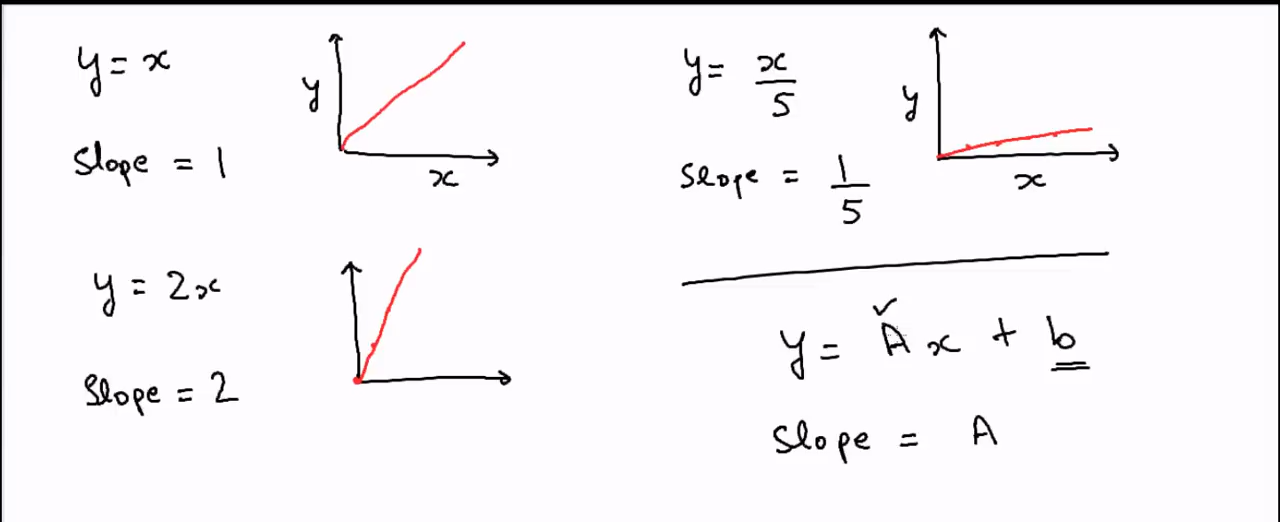 y = x
slope = 1
y
x
y = x/5
slope = 1/5
y
x
y = 2x
slope = 2
y = Ax + b
slope = A